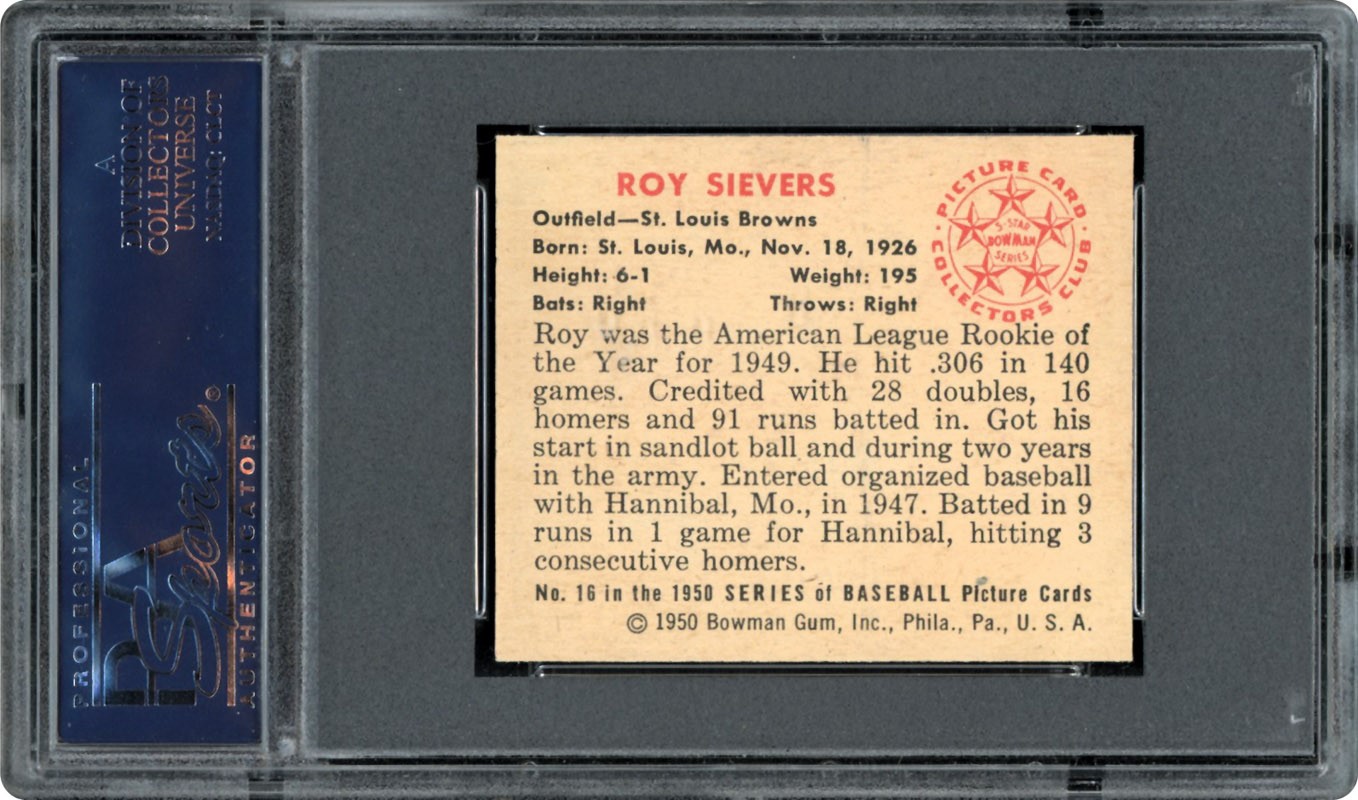 A
DIVISION OF
COLLECTORS
UNIVERSE
NASDAQ: CLCT
PROFESSIONAL
PSA
Sports®
AUTHENTICATOR
ROY SIEVERS
Outfield—St. Louis Browns
Born: St. Louis, Mo., Nov. 18, 1926
Height: 6-1 Weight: 195
Bats: Right Throws: Right
PICTURE CARD
COLLECTORS CLUB
5-STAR
BOWMAN
SERIES
Roy was the American League Rookie of
the Year for 1949. He hit .306 in 140
games. Credited with 28 doubles, 16
homers and 91 runs batted in. Got his
start in sandlot ball and during two years
in the army. Entered organized baseball
with Hannibal, Mo., in 1947. Batted in 9
runs in 1 game for Hannibal, hitting 3
consecutive homers.
No. 16 in the 1950 SERIES of BASEBALL Picture Cards
© 1950 Bowman Gum, Inc., Phila., Pa., U. S. A.